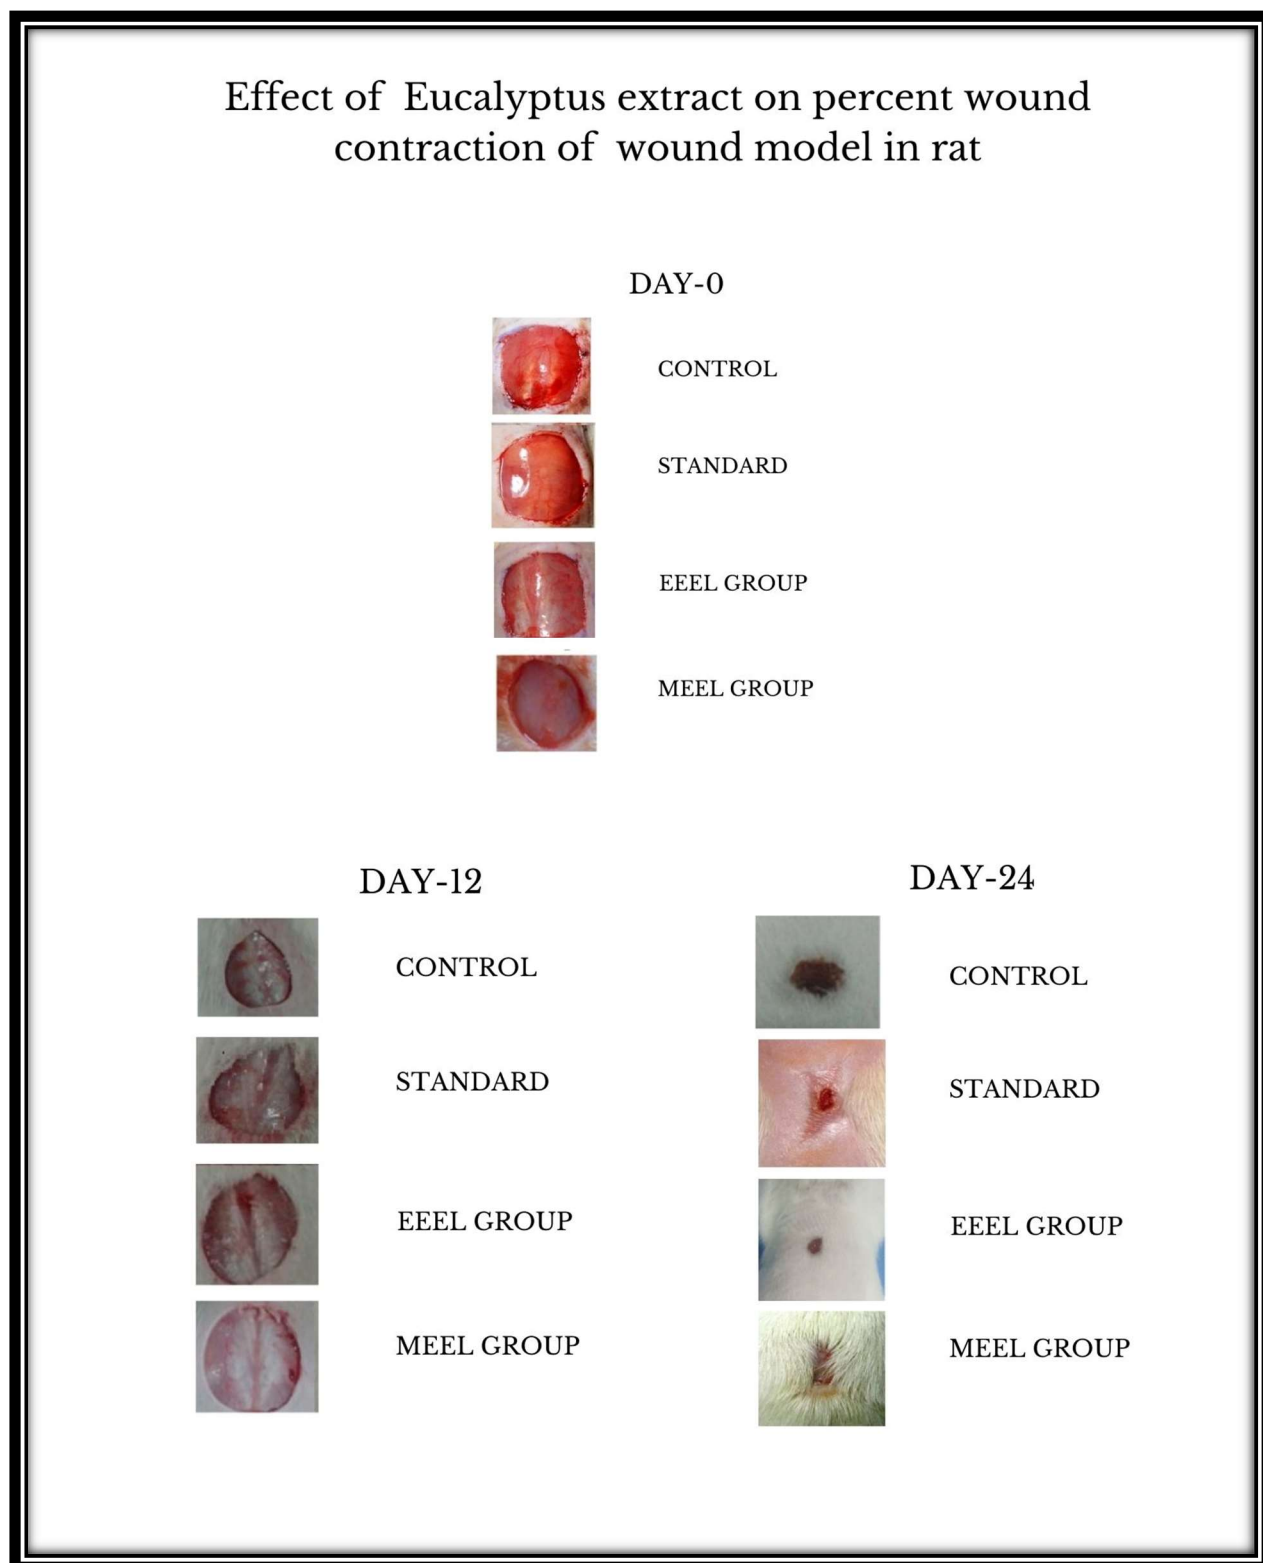 Effect of Eucalyptus extract on percent wound
contraction of wound model in rat
DAY-0
CONTROL
STANDARD
EEEL GROUP
MEEL GROUP
DAY-12
CONTROL
STANDARD
EEEL GROUP
MEEL GROUP
DAY-24
CONTROL
STANDARD
EEEL GROUP
MEEL GROUP